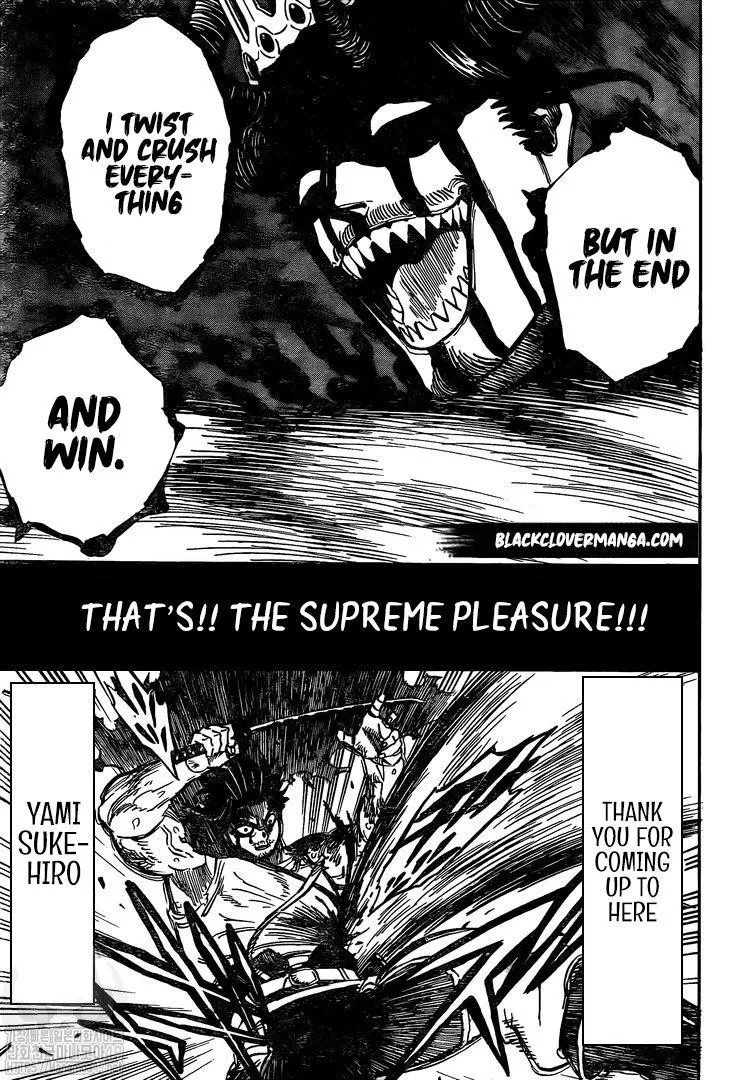 BUT IN
THE END
I TWIST
AND CRUSH
EVERY-
THING
AND
WIN.
BLACKCLOVERMANGA.COM
THAT'S!! THE SUPREME PLEASURE!!!
THANK
YOU FOR
COMING
UP TO
HERE
YAMI
SUKE-
HIRO